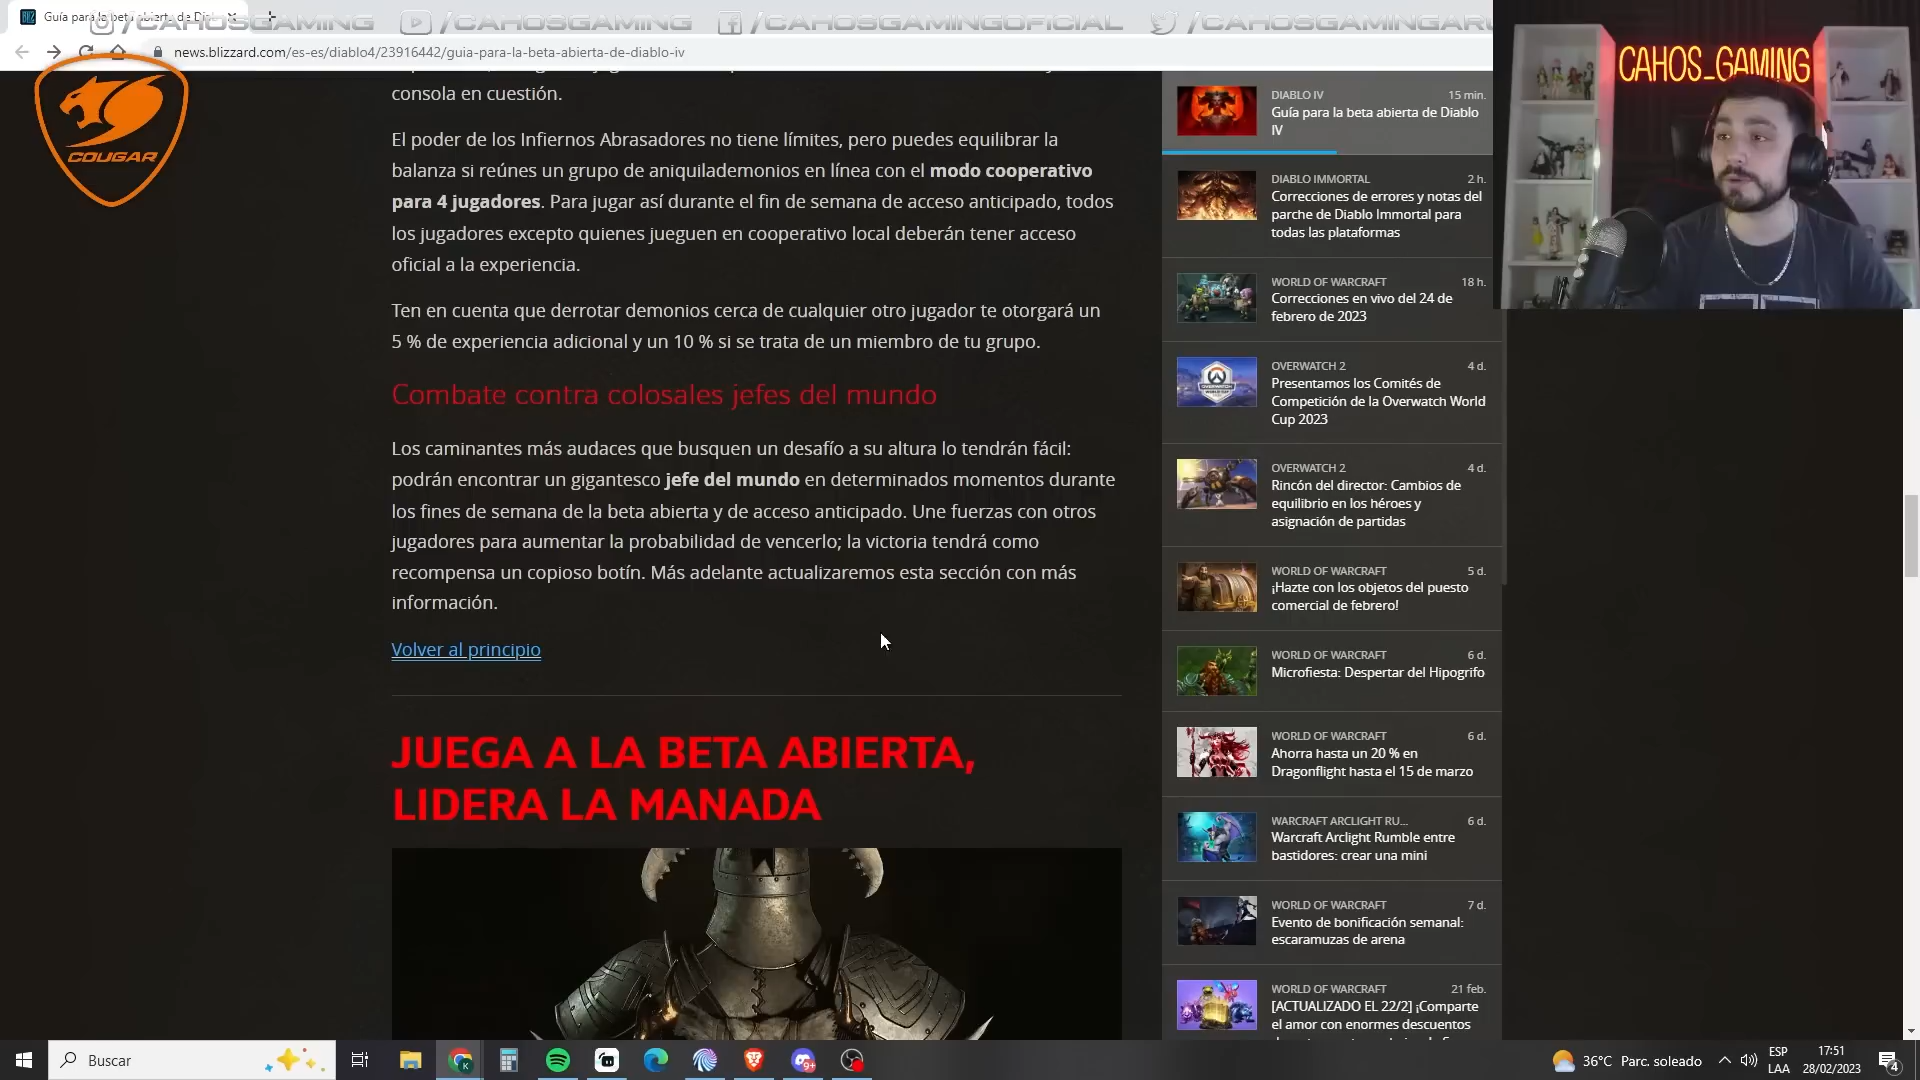 Guía para la beta abierta de Diab
/CAHOSGAMING
/CAHOSGAMING
/CAHOSGAMINGOFICIAL
/CAHOSGAMINGARG
news.blizzard.com/es-es/diablo4/23916442/guia-para-la-beta-abierta-de-diablo-iv
COUGAR
CAHOS_GAMING
consola en cuestión.
El poder de los Infiernos Abrasadores no tiene límites, pero puedes equilibrar la
balanza si reúnes un grupo de aniquilademonios en línea con el modo cooperativo
para 4 jugadores. Para jugar así durante el fin de semana de acceso anticipado, todos
los jugadores excepto quienes jueguen en cooperativo local deberán tener acceso
oficial a la experiencia.
Ten en cuenta que derrotar demonios cerca de cualquier otro jugador te otorgará un
5 % de experiencia adicional y un 10 % si se trata de un miembro de tu grupo.
Combate contra colosales jefes del mundo
Los caminantes más audaces que busquen un desafío a su altura lo tendrán fácil:
podrán encontrar un gigantesco jefe del mundo en determinados momentos durante
los fines de semana de la beta abierta y de acceso anticipado. Une fuerzas con otros
jugadores para aumentar la probabilidad de vencerlo; la victoria tendrá como
recompensa un copioso botín. Más adelante actualizaremos esta sección con más
información.
Volver al principio
JUEGA A LA BETA ABIERTA,
LIDERA LA MANADA
DIABLO IV 15 min.
Guía para la beta abierta de Diablo
IV
DIABLO IMMORTAL 2 h.
Correcciones de errores y notas del
parche de Diablo Immortal para
todas las plataformas
WORLD OF WARCRAFT 18 h.
Correcciones en vivo del 24 de
febrero de 2023
OVERWATCH 2 4 d.
Presentamos los Comités de
Competición de la Overwatch World
Cup 2023
OVERWATCH 2 4 d.
Rincón del director: Cambios de
equilibrio en los héroes y
asignación de partidas
WORLD OF WARCRAFT 5 d.
¡Hazte con los objetos del puesto
comercial de febrero!
WORLD OF WARCRAFT 6 d.
Microfiesta: Despertar del Hipogrifo
WORLD OF WARCRAFT 6 d.
Ahorra hasta un 20 % en
Dragonflight hasta el 15 de marzo
WARCRAFT ARCLIGHT RU... 6 d.
Warcraft Arclight Rumble entre
bastidores: crear una mini
WORLD OF WARCRAFT 7 d.
Evento de bonificación semanal:
escaramuzas de arena
WORLD OF WARCRAFT 21 feb.
[ACTUALIZADO EL 22/2] ¡Comparte
el amor con enormes descuentos
Buscar
36°C Parc. soleado
ESP
LAA
17:51
28/02/2023
4